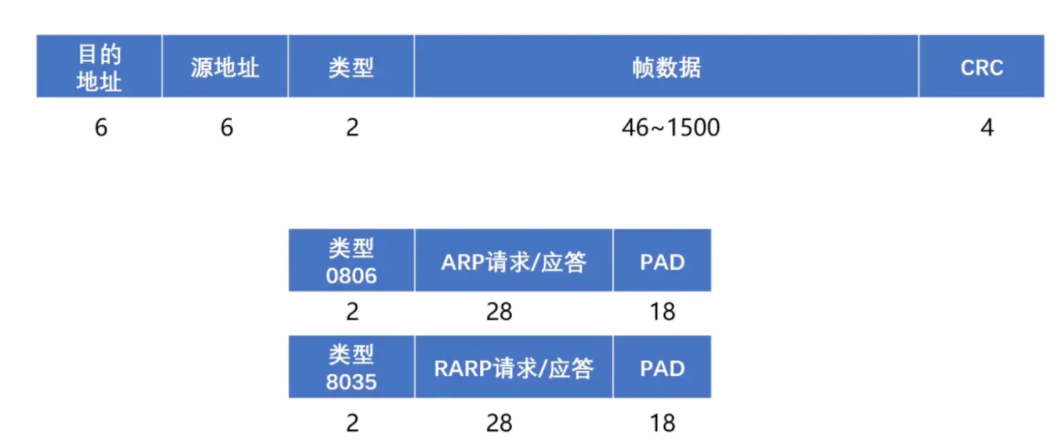 目的
地址
源地址
类型
帧数据
CRC
6
6
2
46~1500
4
类型
0806
ARP请求/应答
PAD
2
28
18
类型
8035
RARP请求/应答
PAD
2
28
18